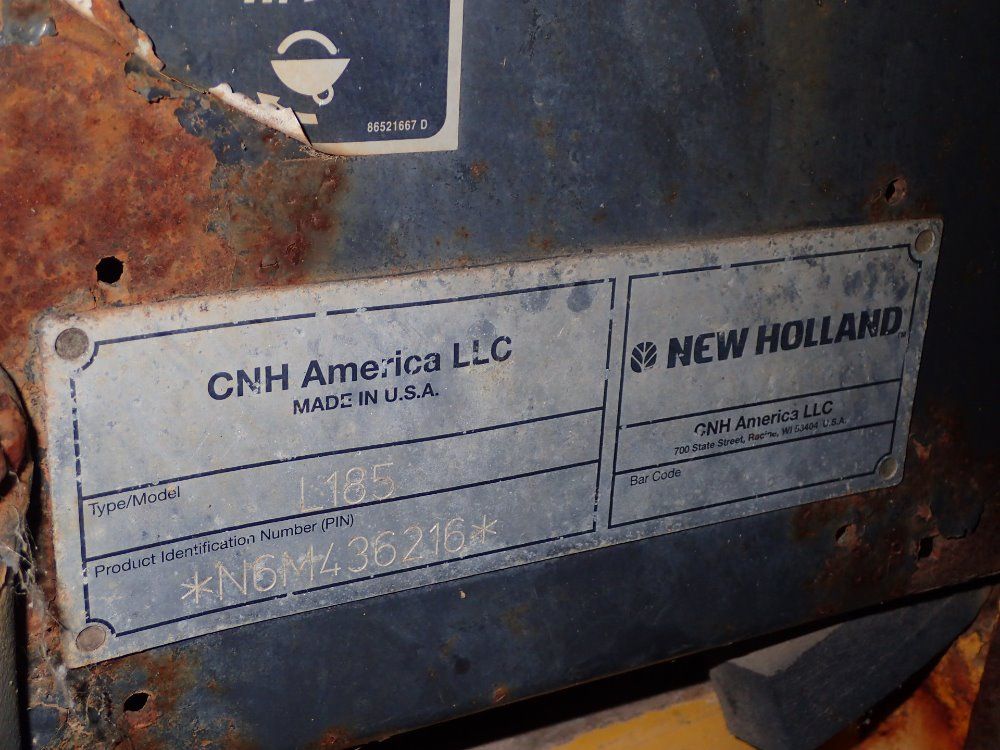 86521667 D
CNH America LLC
MADE IN U.S.A.
Type/Model
L185
Product Identification Number (PIN)
*N6M436216*
NEW HOLLAND™
CNH America LLC
700 State Street, Racine, WI 53404 U.S.A.
Bar Code